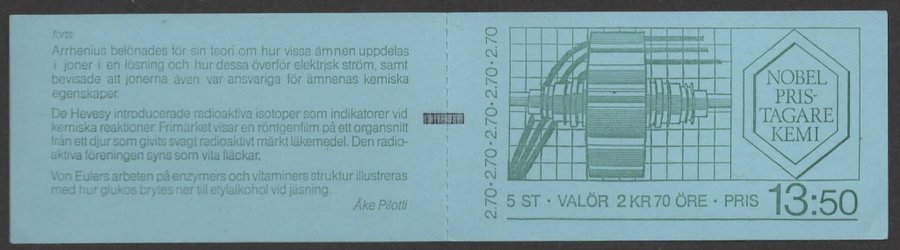 forts
Arrhenius belönades för sin teori om hur vissa ämnen uppdelas
i joner i en lösning och hur dessa överför elektrisk ström, samt
bevisade att jonerna även var ansvariga för ämnenas kemiska
egenskaper.
De Hevesy introducerade radioaktiva isotoper som indikatorer vid
kemiska reaktioner. Frimärket visar en röntgenfilm på ett organsnitt
från ett djur som givits svagt radioaktivt märkt läkemedel. Den radio-
aktiva föreningen syns som vita fläckar.
Von Eulers arbeten på enzymers och vitaminers struktur illustreras
med hur glukos brytes ner till etylalkohol vid jäsning.
Åke Pilotti
2.70 · 2.70 · 2.70 · 2.70 · 2.70
NOBEL
PRIS-
TAGARE
KEMI
5 ST · VALÖR 2 KR 70 ÖRE · PRIS 13:50